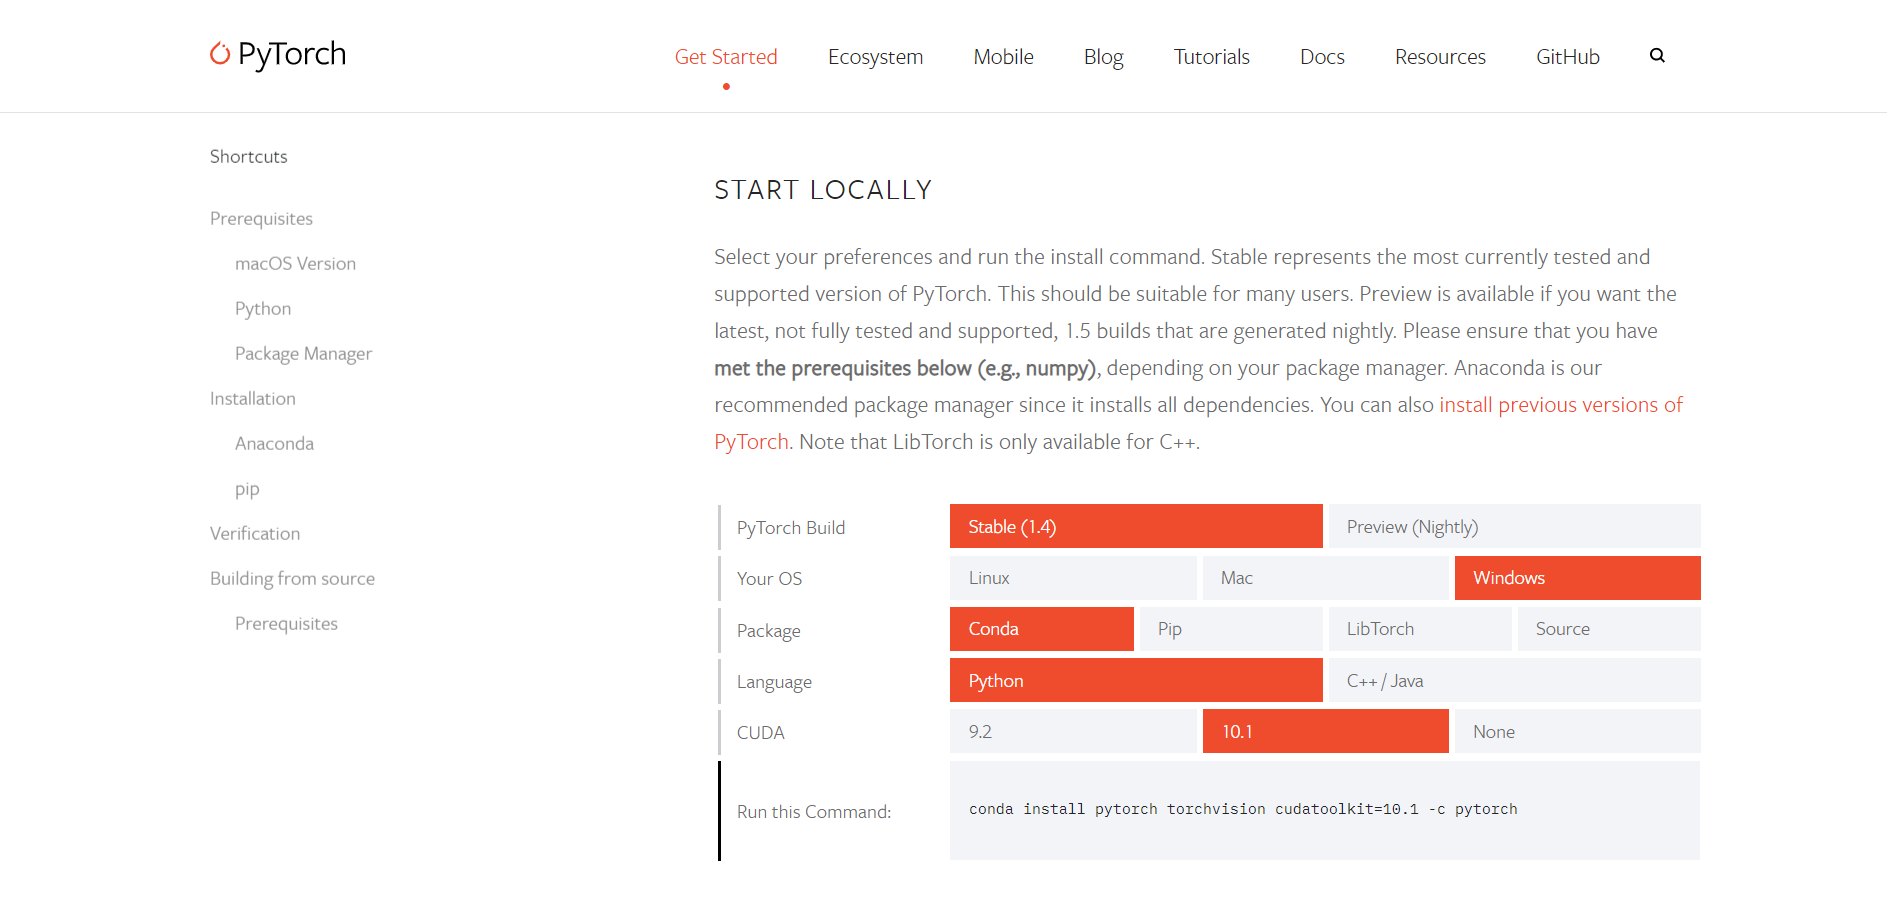 PyTorch
Get Started
Ecosystem
Mobile
Blog
Tutorials
Docs
Resources
GitHub
Shortcuts
Prerequisites
macOS Version
Python
Package Manager
Installation
Anaconda
pip
Verification
Building from source
Prerequisites
START LOCALLY
Select your preferences and run the install command. Stable represents the most currently tested and
supported version of PyTorch. This should be suitable for many users. Preview is available if you want the
latest, not fully tested and supported, 1.5 builds that are generated nightly. Please ensure that you have
met the prerequisites below (e.g., numpy), depending on your package manager. Anaconda is our
recommended package manager since it installs all dependencies. You can also install previous versions of
PyTorch. Note that LibTorch is only available for C++.
PyTorch Build
Stable (1.4)
Preview (Nightly)
Your OS
Linux
Mac
Windows
Package
Conda
Pip
LibTorch
Source
Language
Python
C++ / Java
CUDA
9.2
10.1
None
Run this Command:
conda install pytorch torchvision cudatoolkit=10.1 -c pytorch